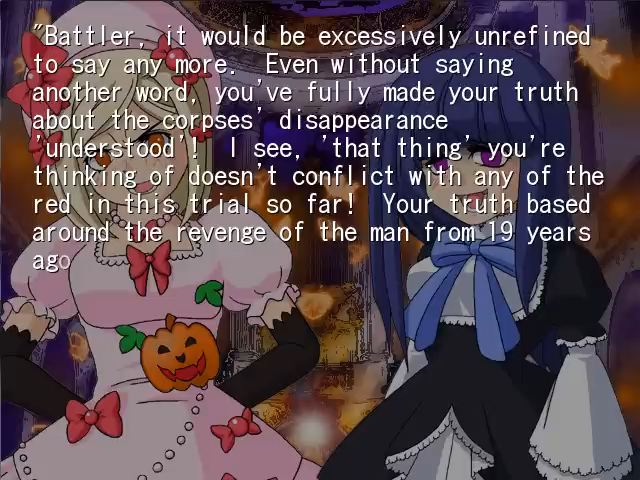 "Battler, it would be excessively unrefined
to say any more.  Even without saying
another word, you've fully made your truth
about the corpses' disappearance
'understood'!  I see, 'that thing' you're
thinking of doesn't conflict with any of the
red in this trial so far!  Your truth based
around the revenge of the man from 19 years
ago